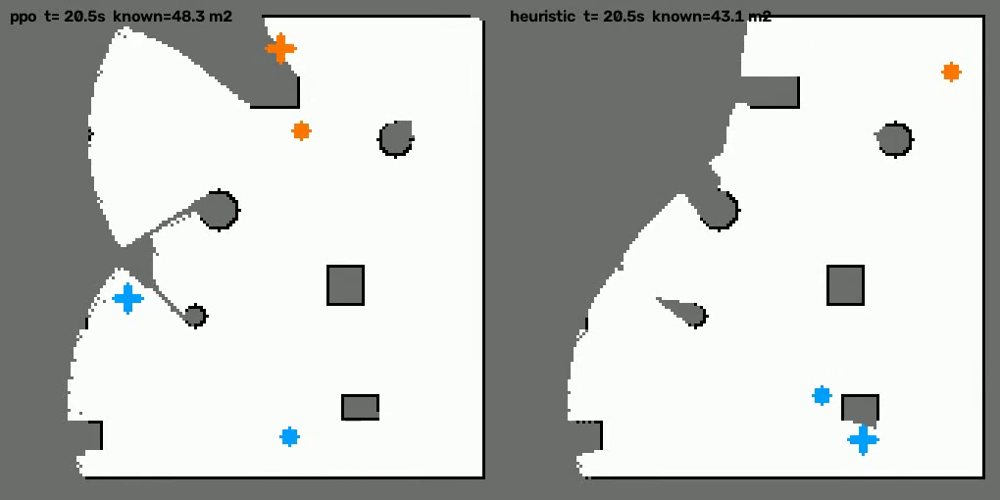 ppo t= 20.5s known=48.3 m2
heuristic t= 20.5s known=43.1 m2